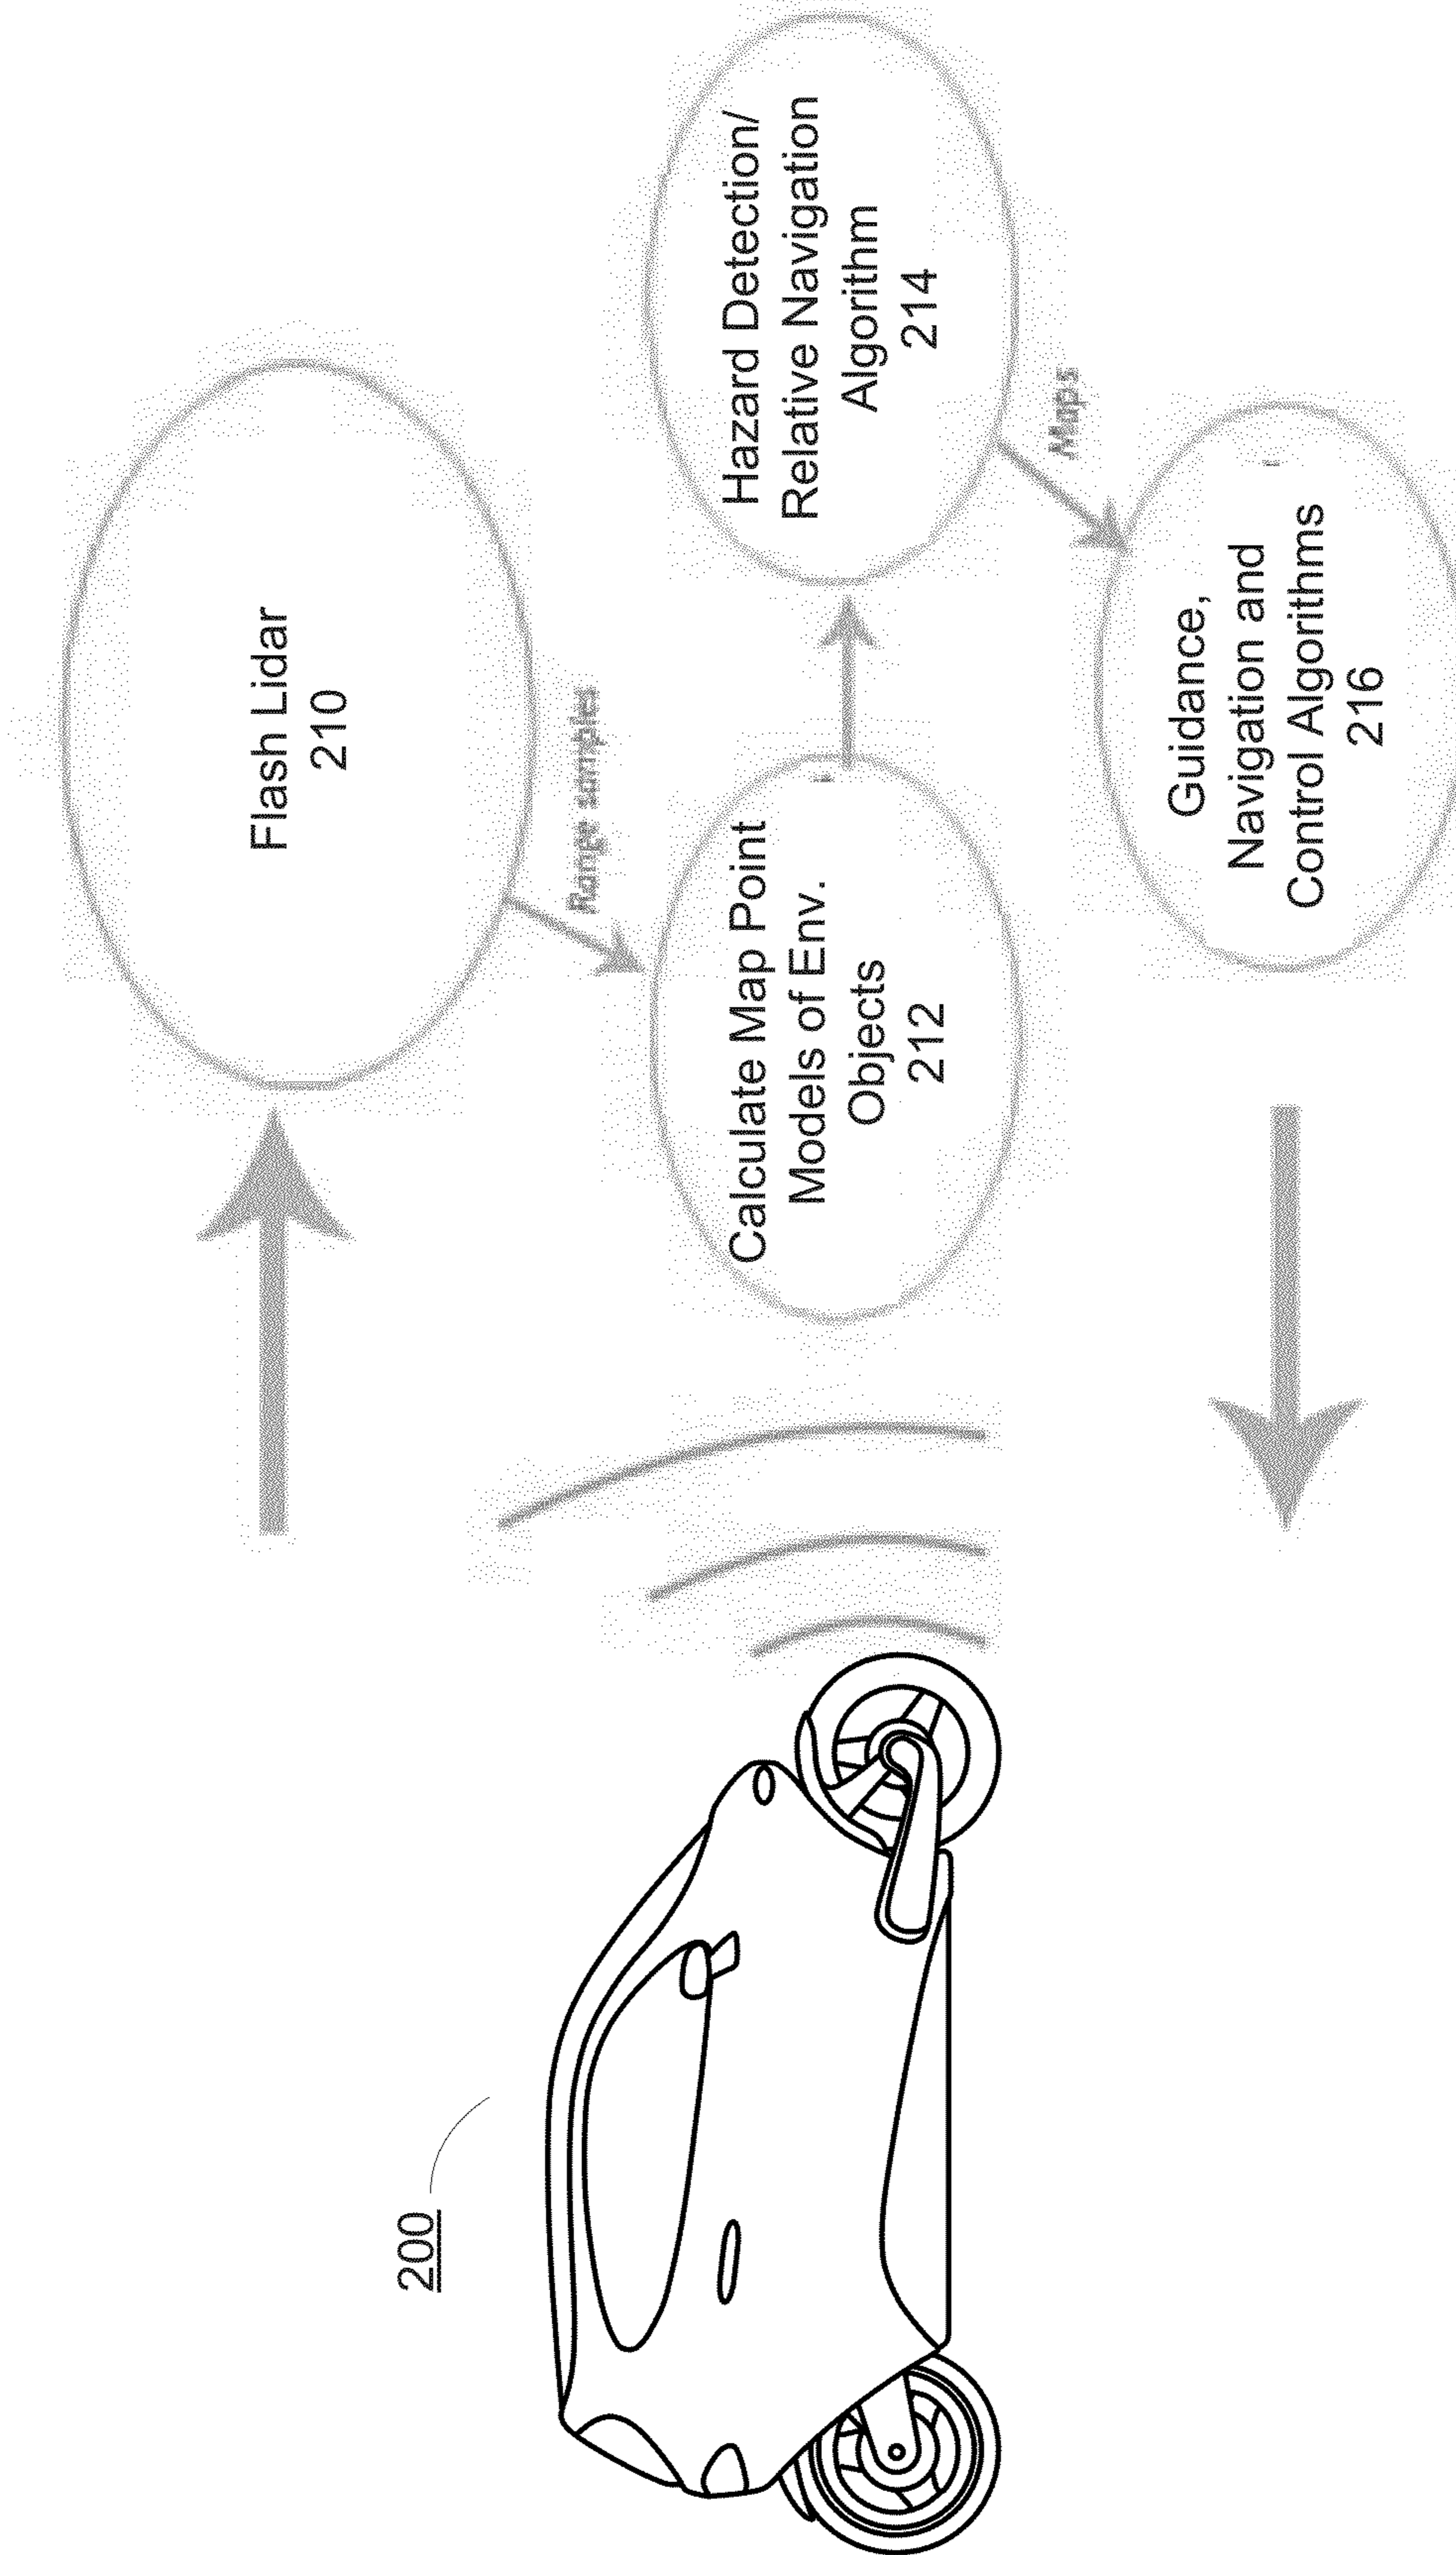 200
Flash Lidar
210
Range samples
Calculate Map Point
Models of Env.
Objects
212
Hazard Detection/
Relative Navigation
Algorithm
214
Maps
Guidance,
Navigation and
Control Algorithms
216